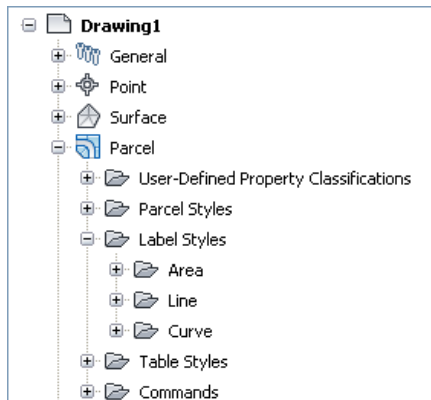 Drawing1
General
Point
Surface
Parcel
User-Defined Property Classifications
Parcel Styles
Label Styles
Area
Line
Curve
Table Styles
Commands